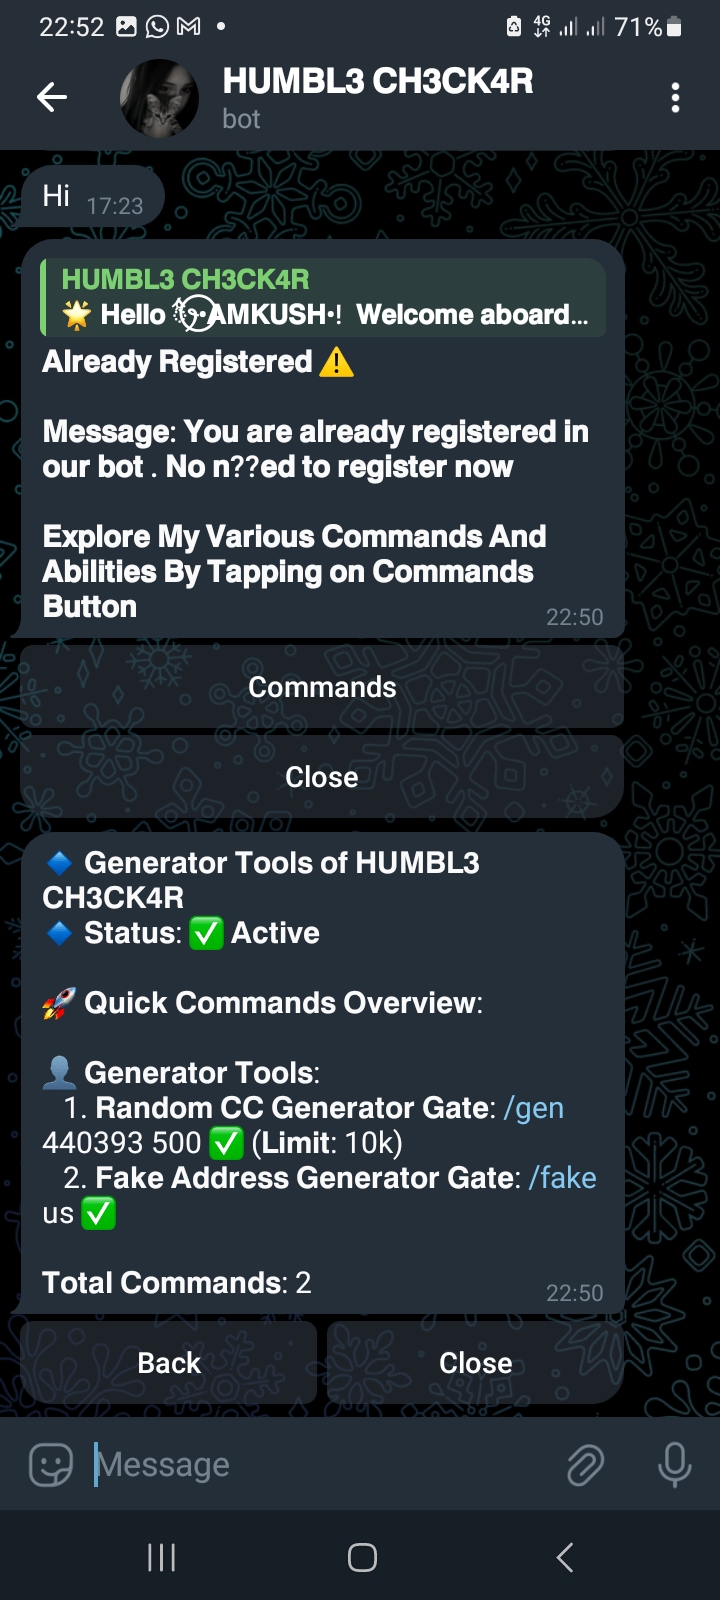 22:52
4G
71%
HUMBL3 CH3CK4R
bot
Hi 17:23
HUMBL3 CH3CK4R
🌟 Hello AMKUSH•! Welcome aboard...
Already Registered ⚠️
Message: You are already registered in
our bot . No n??ed to register now
Explore My Various Commands And
Abilities By Tapping on Commands
Button
22:50
Commands
Close
🔹 Generator Tools of HUMBL3
CH3CK4R
🔹 Status: ✅ Active
🚀 Quick Commands Overview:
👤 Generator Tools:
1. Random CC Generator Gate: /gen
440393 500 ✅ (Limit: 10k)
2. Fake Address Generator Gate: /fake
us ✅
Total Commands: 2
22:50
Back
Close
Message